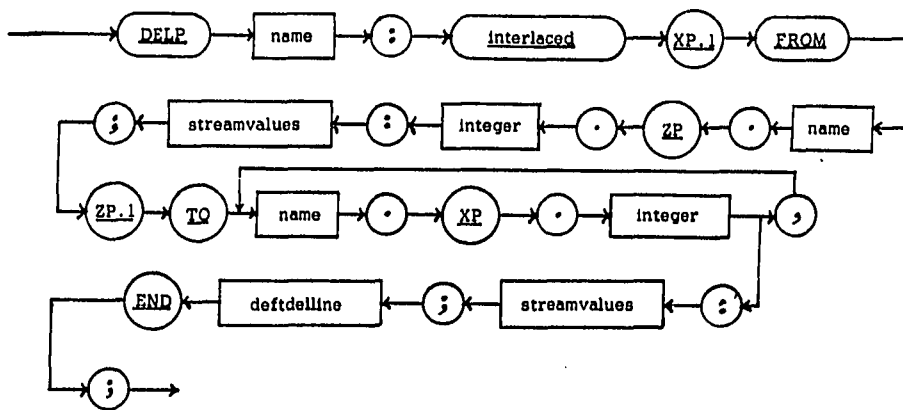 DELP name : interlaced XP.1 FROM
; streamvalues : integer . ZP . name
ZP.1 TO name . XP . integer ,
END deftdelline ; streamvalues :
;